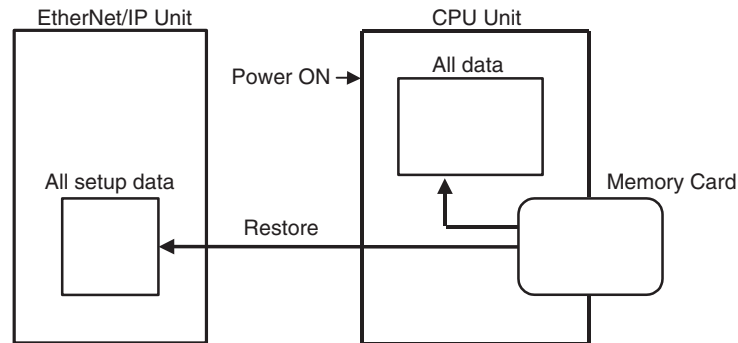 EtherNet/IP Unit
CPU Unit
Power ON
All data
All setup data
Memory Card
Restore